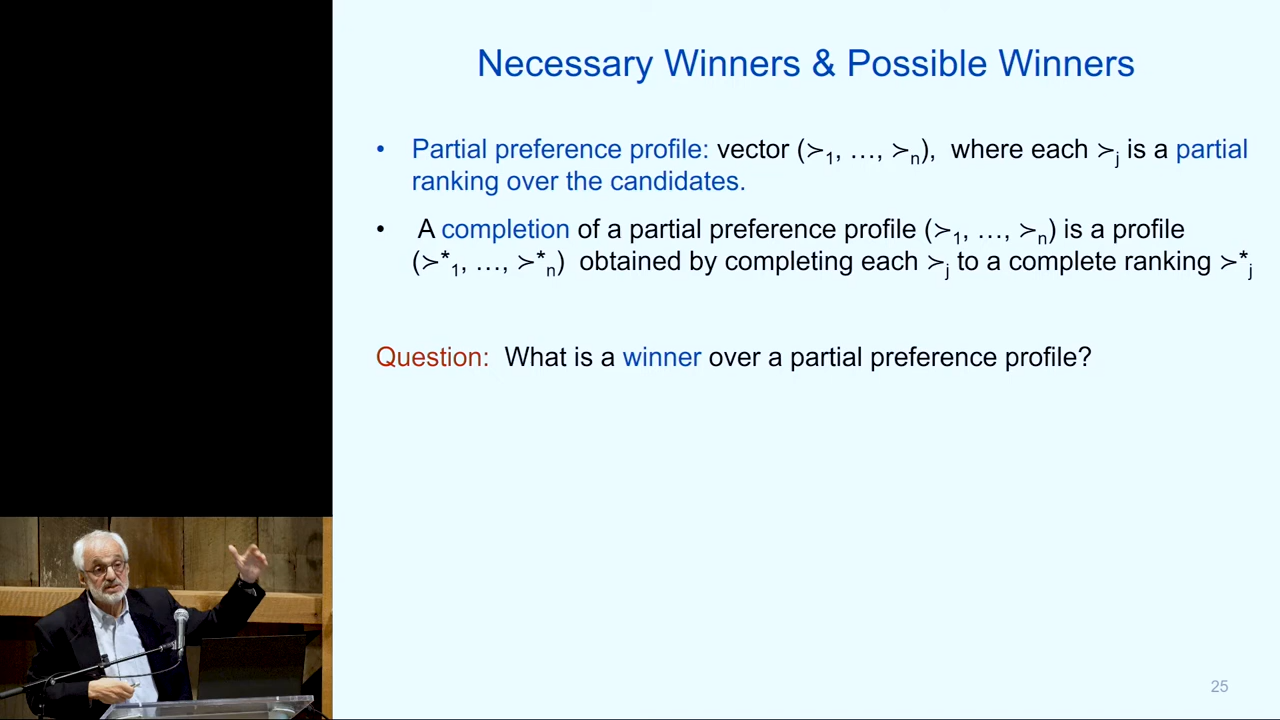 Necessary Winners & Possible Winners
• Partial preference profile: vector (≻1, …, ≻n), where each ≻j is a partial
ranking over the candidates.
• A completion of a partial preference profile (≻1, …, ≻n) is a profile
(≻*1, …, ≻*n) obtained by completing each ≻j to a complete ranking ≻*j
Question: What is a winner over a partial preference profile?
25